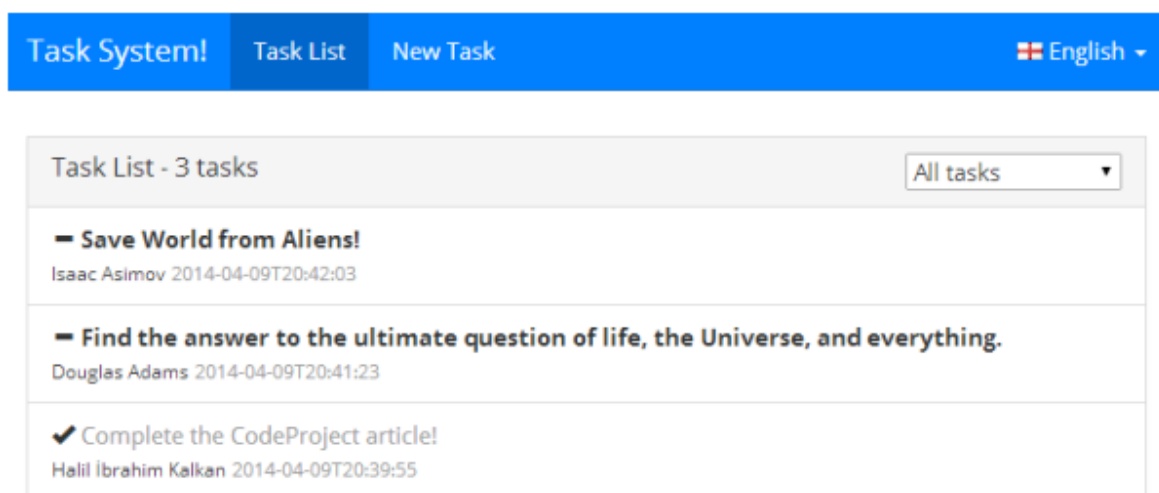 Task System! Task List New Task English
Task List - 3 tasks All tasks
Save World from Aliens!
Isaac Asimov 2014-04-09T20:42:03
Find the answer to the ultimate question of life, the Universe, and everything.
Douglas Adams 2014-04-09T20:41:23
Complete the CodeProject article!
Halil İbrahim Kalkan 2014-04-09T20:39:55